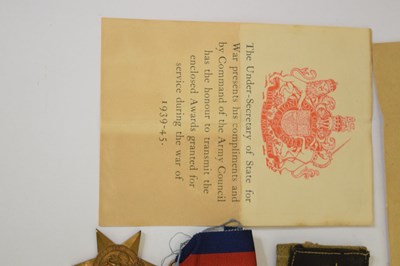 The Under-Secretary of State for
War presents his compliments and
by Command of the Army Council
has the honour to transmit the
enclosed Awards granted for
service during the war of
1939-45.